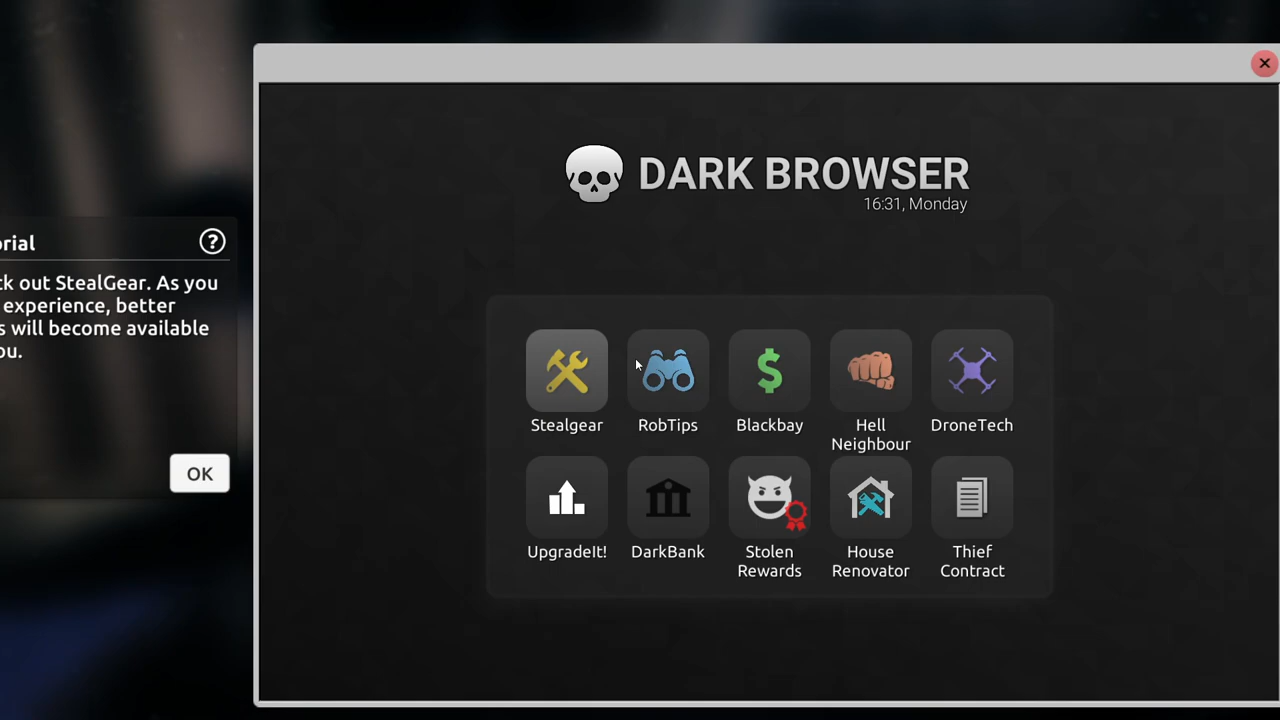 DARK BROWSER
16:31, Monday
orial
ck out StealGear. As you
experience, better
s will become available
ou.
OK
Stealgear
RobTips
Blackbay
Hell
Neighbour
DroneTech
UpgradeIt!
DarkBank
Stolen
Rewards
House
Renovator
Thief
Contract